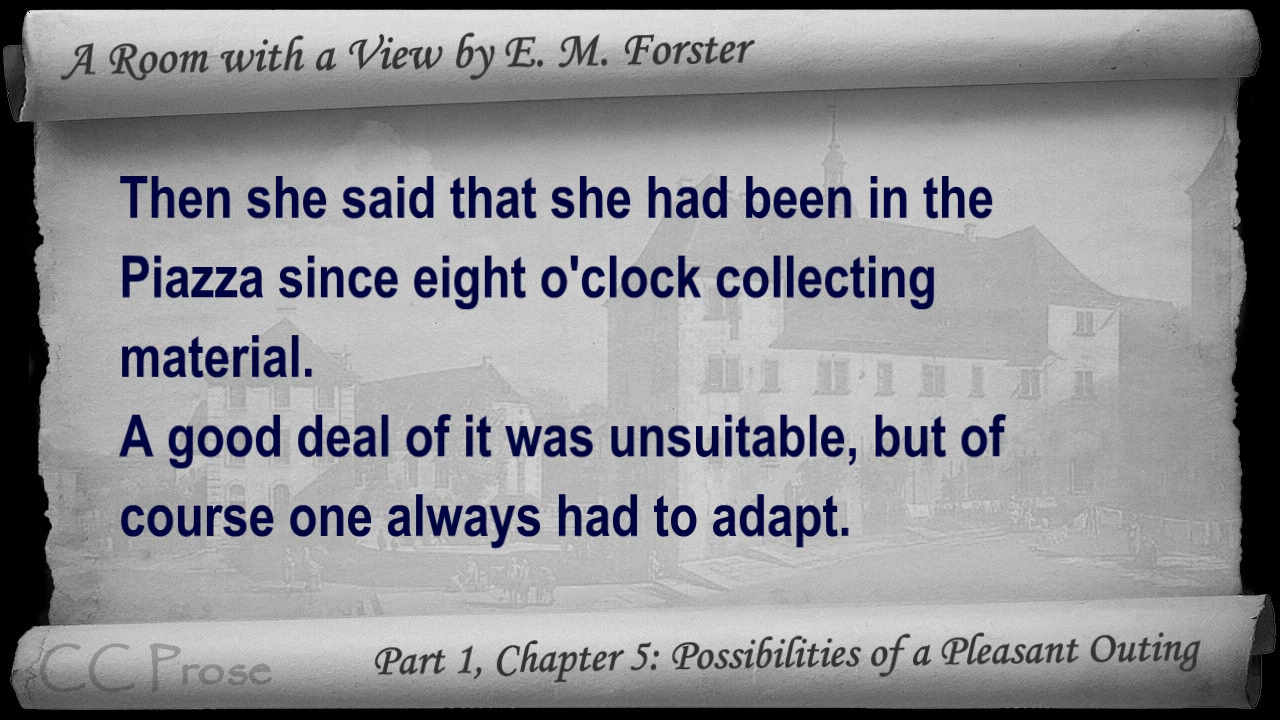 A Room with a View by E. M. Forster
Then she said that she had been in the
Piazza since eight o'clock collecting
material.
A good deal of it was unsuitable, but of
course one always had to adapt.
CC Prose
Part 1, Chapter 5: Possibilities of a Pleasant Outing